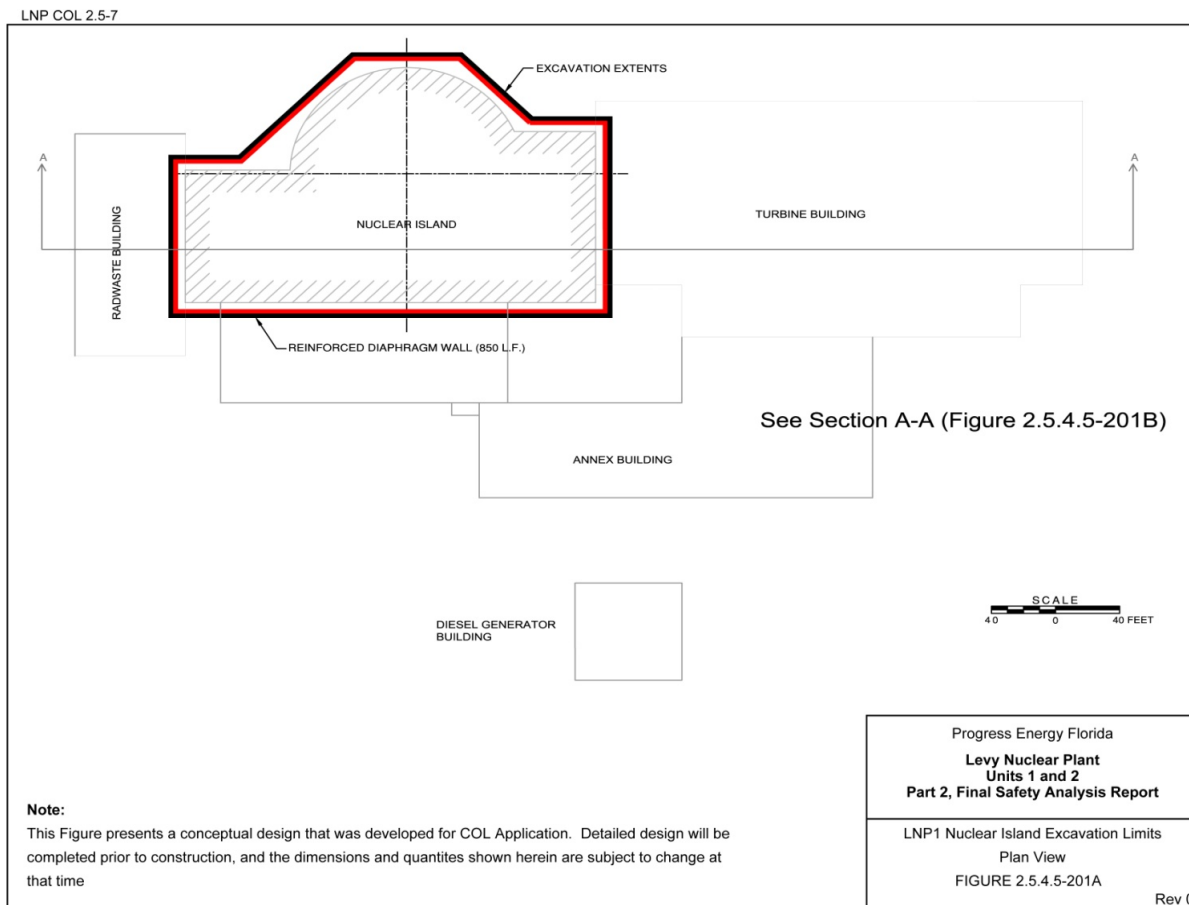 LNP COL 2.5-7
EXCAVATION EXTENTS
A
A
RADWASTE BUILDING
NUCLEAR ISLAND
TURBINE BUILDING
REINFORCED DIAPHRAGM WALL (850 L.F.)
See Section A-A (Figure 2.5.4.5-201B)
ANNEX BUILDING
DIESEL GENERATOR
BUILDING
SCALE
40 0 40 FEET
Progress Energy Florida
Levy Nuclear Plant
Units 1 and 2
Part 2, Final Safety Analysis Report
LNP1 Nuclear Island Excavation Limits
Plan View
FIGURE 2.5.4.5-201A
Rev 0
Note:
This Figure presents a conceptual design that was developed for COL Application. Detailed design will be
completed prior to construction, and the dimensions and quantites shown herein are subject to change at
that time